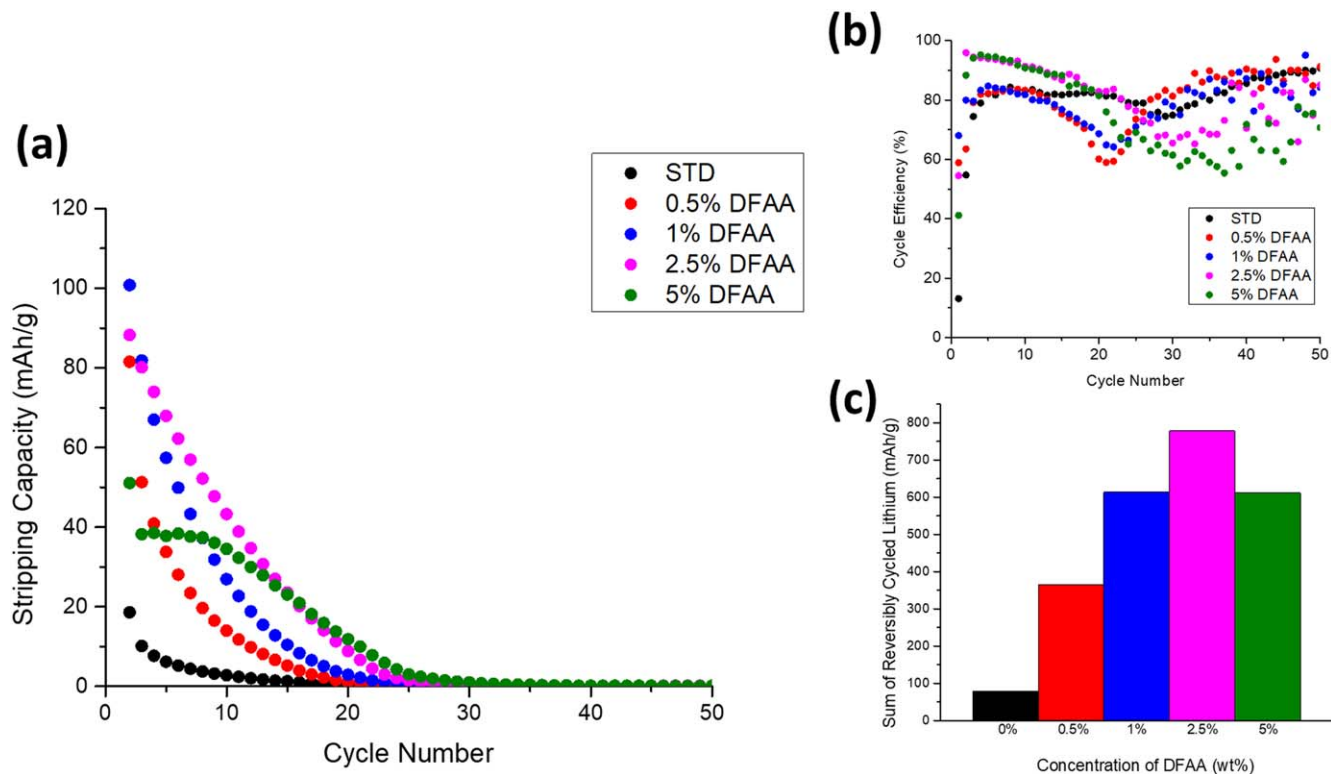 (a)
Stripping Capacity (mAh/g)
120
100
80
60
40
20
0
0 10 20 30 40 50
Cycle Number
STD
0.5% DFAA
1% DFAA
2.5% DFAA
5% DFAA
(b)
Cycle Efficiency (%)
100
80
60
40
20
0
0 10 20 30 40 50
Cycle Number
STD
0.5% DFAA
1% DFAA
2.5% DFAA
5% DFAA
(c)
Sum of Reversibly Cycled Lithium (mAh/g)
800
700
600
500
400
300
200
100
0
0% 0.5% 1% 2.5% 5%
Concentration of DFAA (wt%)